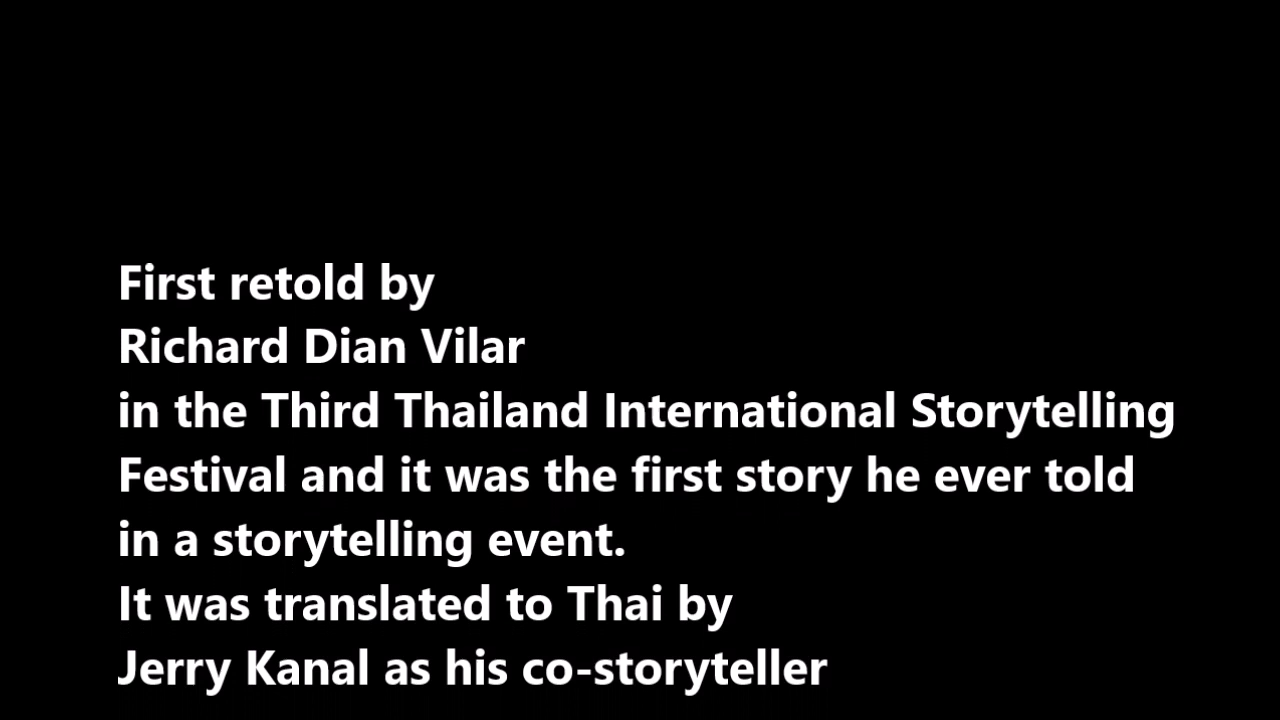 First retold by
Richard Dian Vilar
in the Third Thailand International Storytelling
Festival and it was the first story he ever told
in a storytelling event.
It was translated to Thai by
Jerry Kanal as his co-storyteller